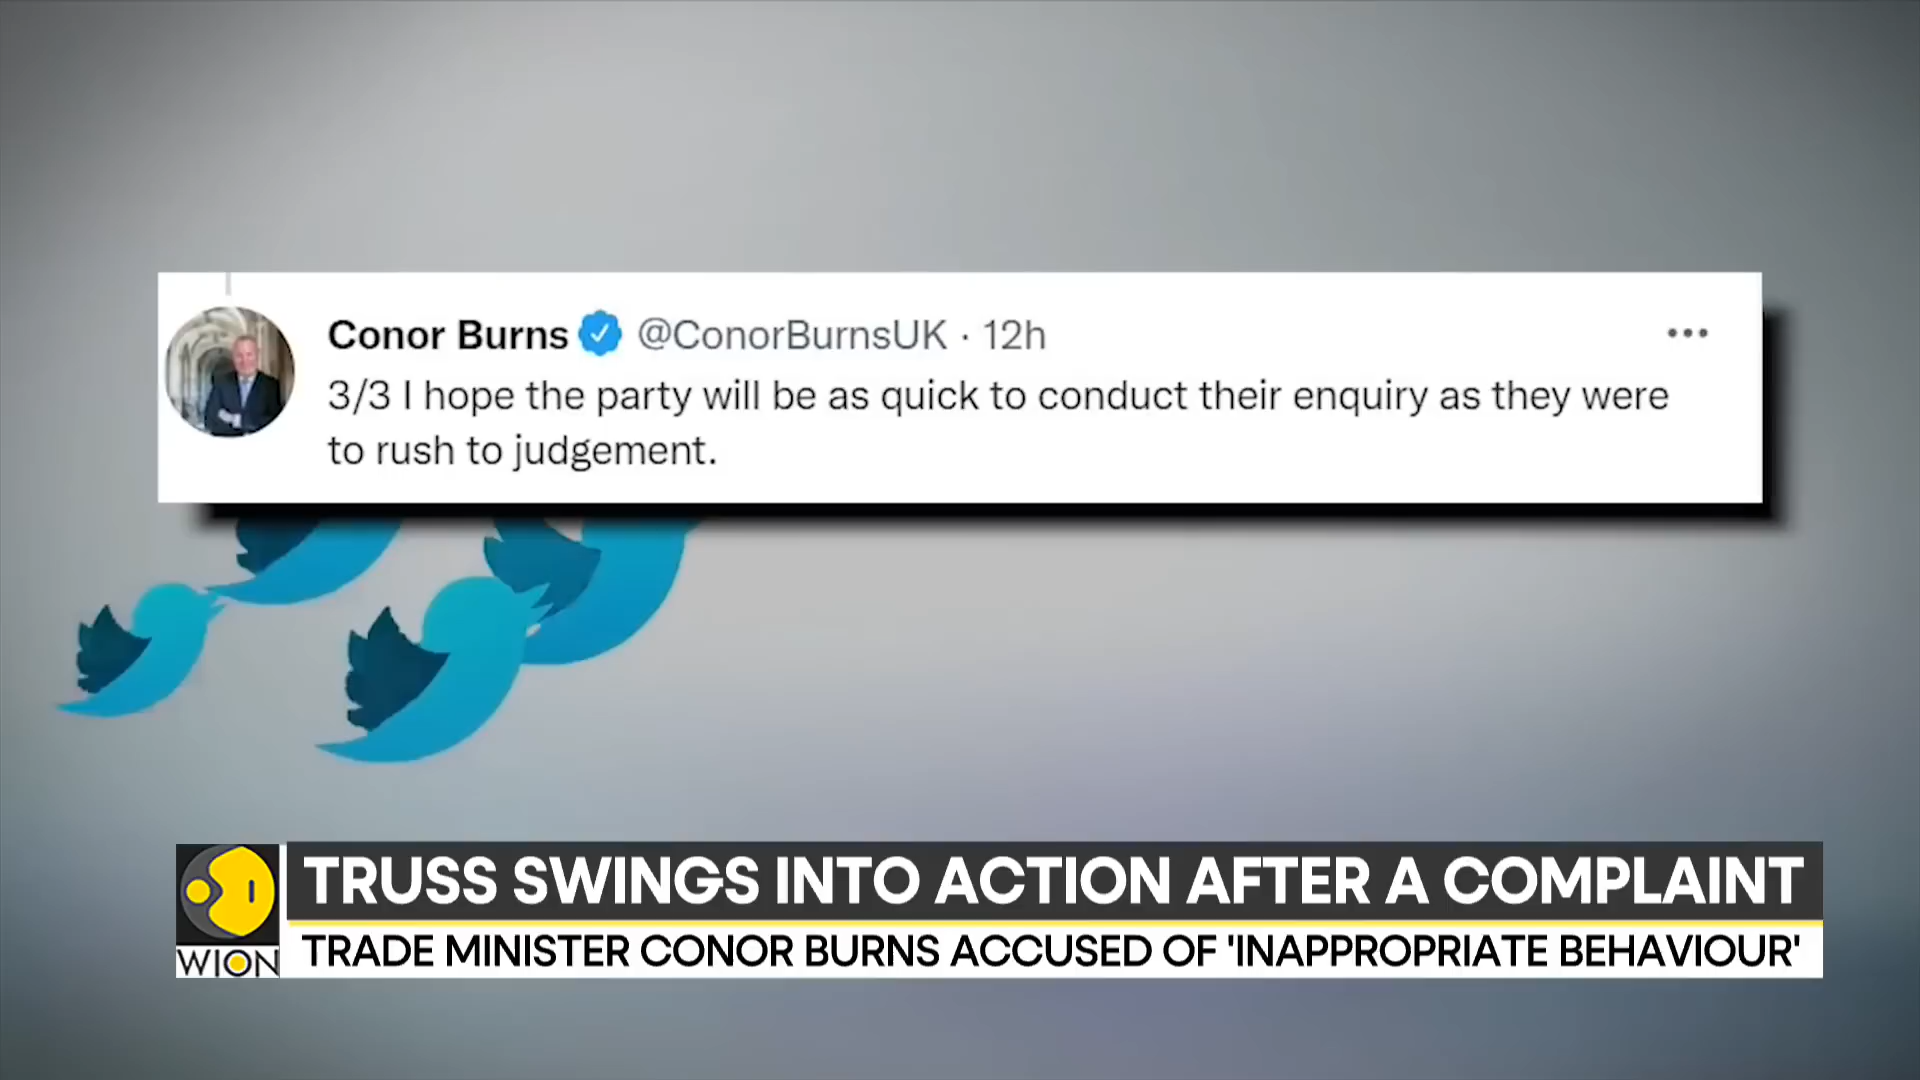 Conor Burns @ConorBurnsUK · 12h
3/3 I hope the party will be as quick to conduct their enquiry as they were
to rush to judgement.
TRUSS SWINGS INTO ACTION AFTER A COMPLAINT
TRADE MINISTER CONOR BURNS ACCUSED OF 'INAPPROPRIATE BEHAVIOUR'
WION